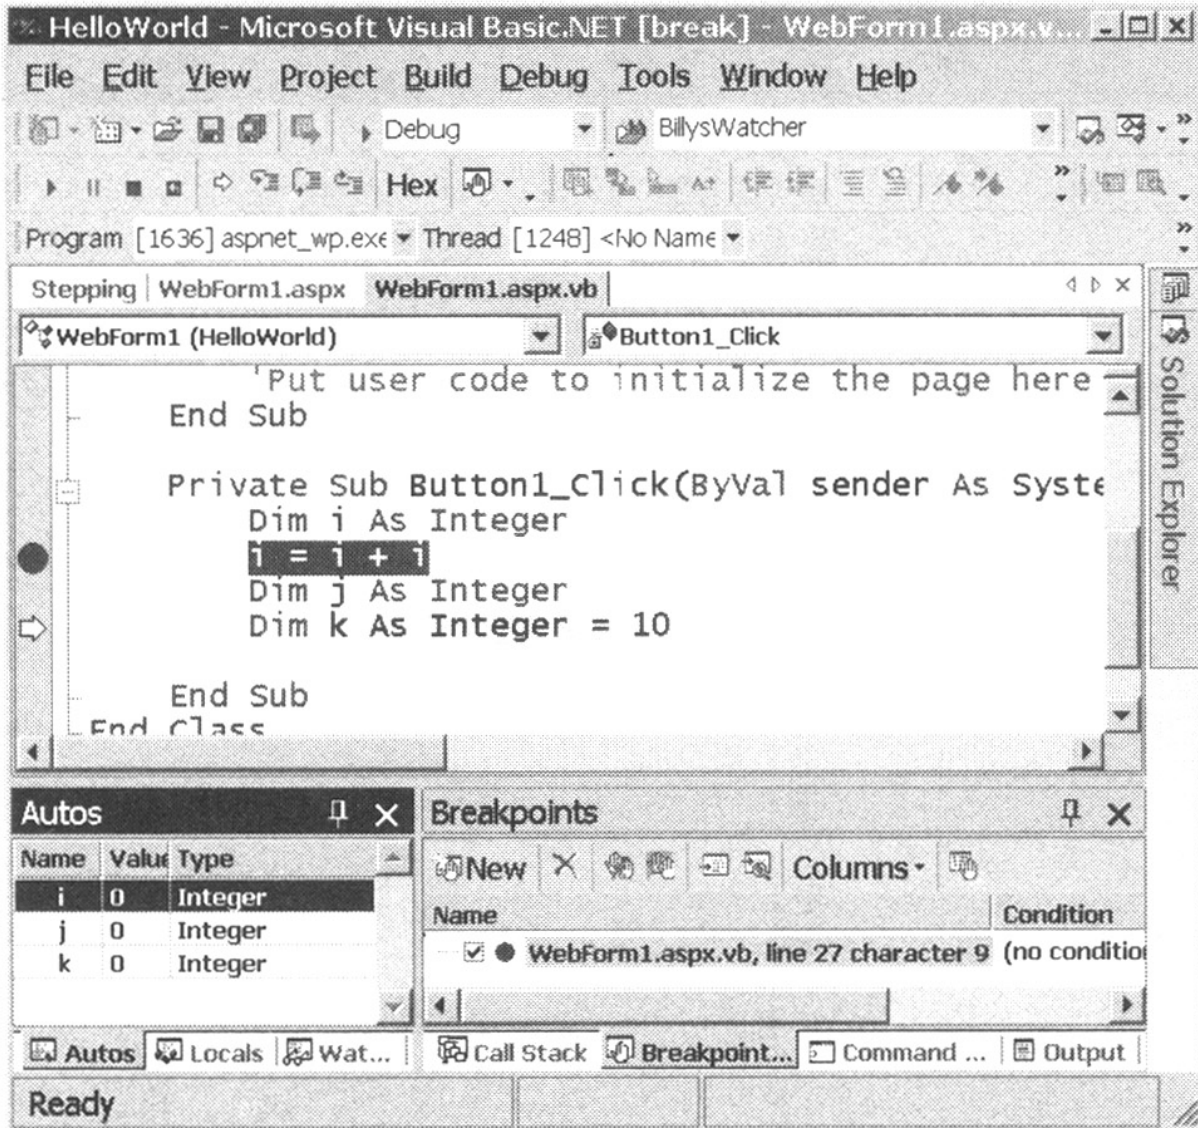 HelloWorld - Microsoft Visual Basic.NET [break] - WebForm1.aspx.v...
File Edit View Project Build Debug Tools Window Help
Debug BillysWatcher
Hex
Program [1636] aspnet_wp.exe Thread [1248] <No Name
Stepping WebForm1.aspx WebForm1.aspx.vb
WebForm1 (HelloWorld) Button1_Click
'Put user code to initialize the page here
End Sub
Private Sub Button1_Click(ByVal sender As Syste
Dim i As Integer
i = i + i
Dim j As Integer
Dim k As Integer = 10
End Sub
End Class
Solution Explorer
Autos
Name Value Type
i 0 Integer
j 0 Integer
k 0 Integer
Autos Locals Wat...
Breakpoints
New Columns
Name Condition
WebForm1.aspx.vb, line 27 character 9 (no condition
Call Stack Breakpoint... Command ... Output
Ready